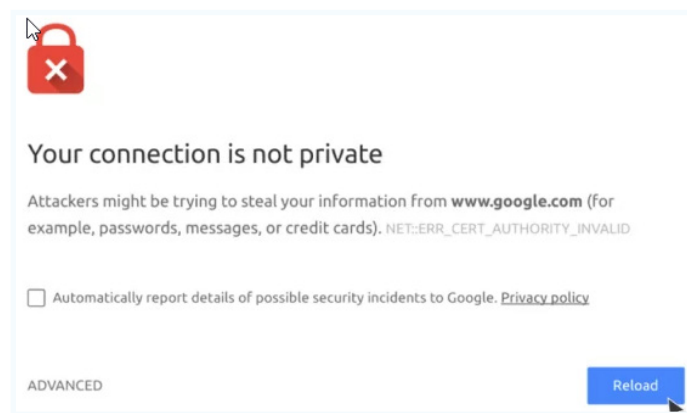 Your connection is not private
Attackers might be trying to steal your information from www.google.com (for
example, passwords, messages, or credit cards). NET::ERR_CERT_AUTHORITY_INVALID
Automatically report details of possible security incidents to Google. Privacy policy
ADVANCED
Reload